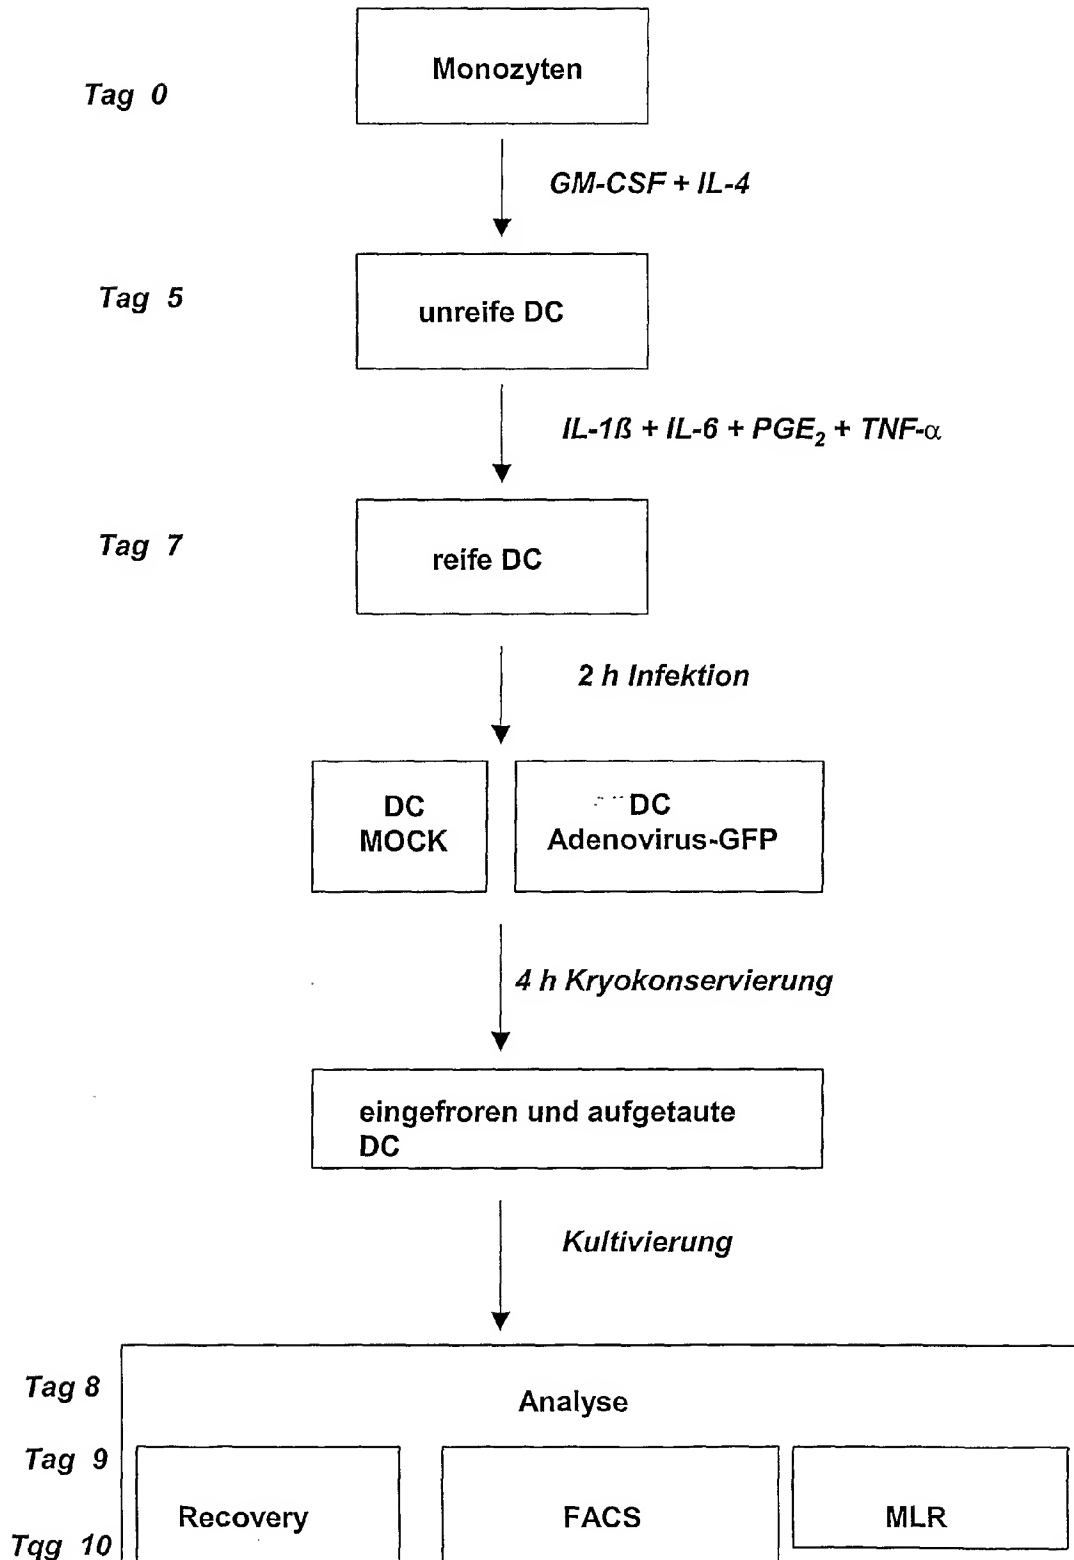 Monozyten
Tag 0
GM-CSF + IL-4
Tag 5
unreife DC
IL-1ß + IL-6 + PGE2 + TNF-α
Tag 7
reife DC
2 h Infektion
DC
MOCK
DC
Adenovirus-GFP
4 h Kryokonservierung
eingefroren und aufgetaute
DC
Kultivierung
Tag 8
Analyse
Tag 9
Recovery
FACS
MLR
Tqg 10